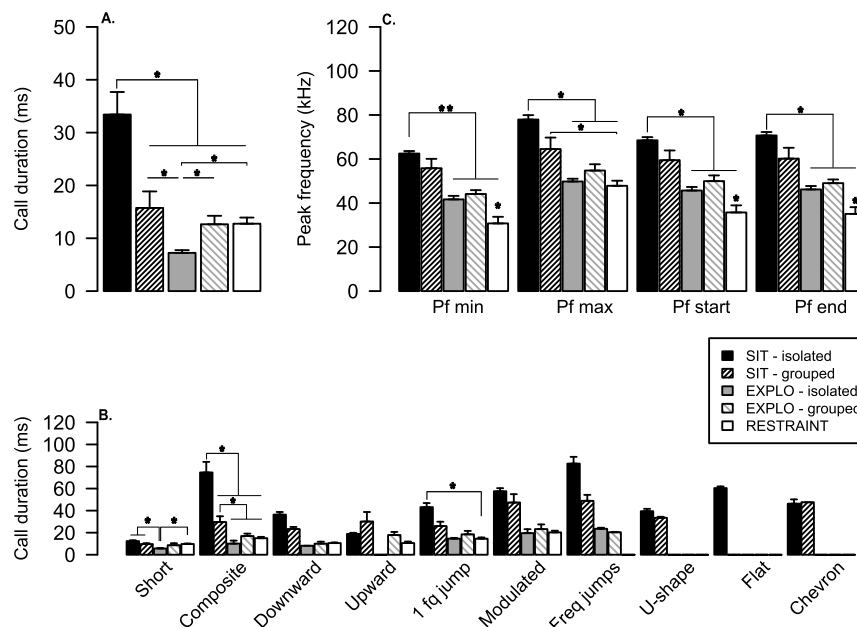 A.
50
40
30
20
10
0
Call duration (ms)
*
* *
*
C.
120
100
80
60
40
20
0
Peak frequency (kHz)
**
*
*
*
*
*
*
*
*
Pf min Pf max Pf start Pf end
SIT - isolated
SIT - grouped
EXPLO - isolated
EXPLO - grouped
RESTRAINT
B.
120
100
80
60
40
20
0
Call duration (ms)
* *
*
*
*
Short Composite Downward Upward 1 fq jump Modulated Freq jumps U-shape Flat Chevron